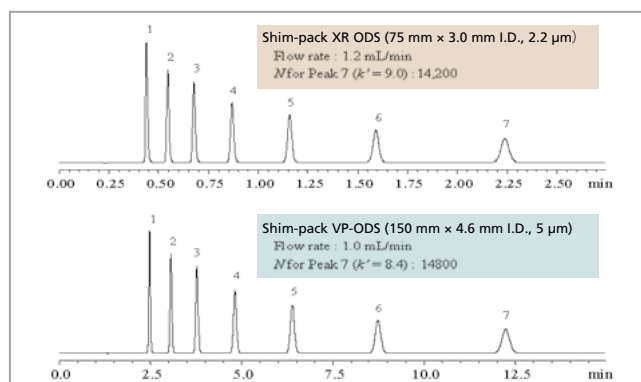 Shim-pack XR ODS (75 mm × 3.0 mm I.D., 2.2 µm)
Flow rate : 1.2 mL/min
N for Peak 7 (k' = 9.0) : 14,200
1
2
3
4
5
6
7
0.00 0.25 0.50 0.75 1.00 1.25 1.50 1.75 2.00 2.25 2.50 min
Shim-pack VP-ODS (150 mm × 4.6 mm I.D., 5 µm)
Flow rate : 1.0 mL/min
N for Peak 7 (k' = 8.4) : 14800
1
2
3
4
5
6
7
0.0 2.5 5.0 7.5 10.0 12.5 min